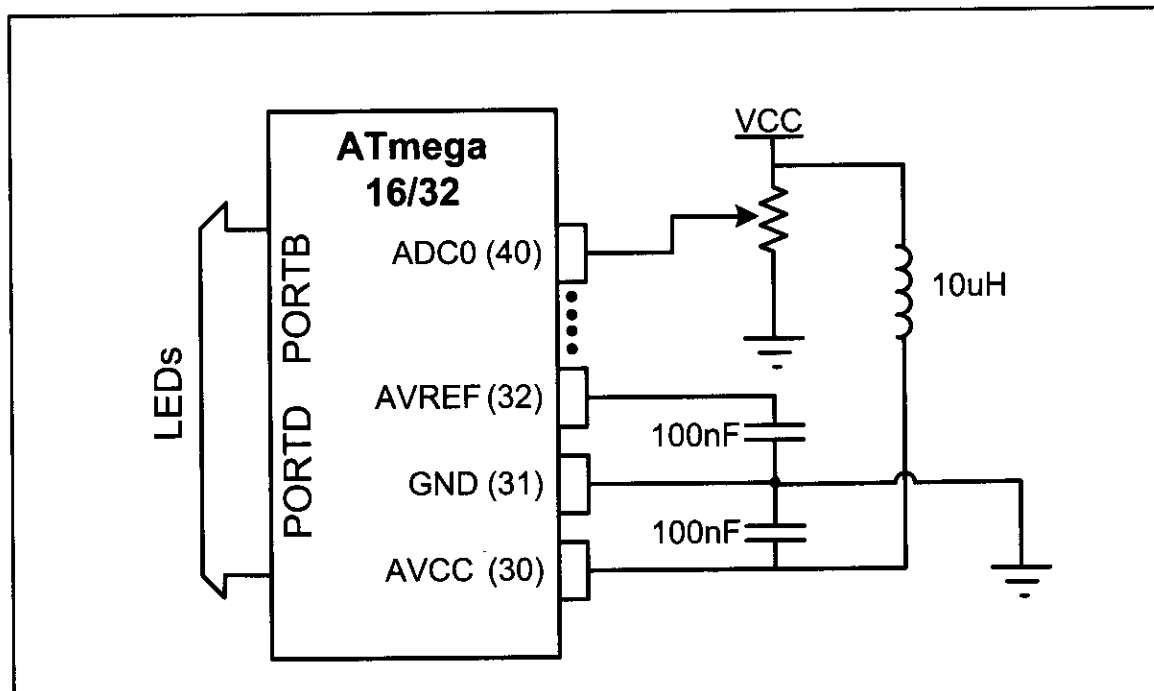 ATmega
16/32
VCC
ADC0 (40)
10uH
PORTB
LEDs
AVREF (32)
100nF
PORTD
GND (31)
100nF
AVCC (30)